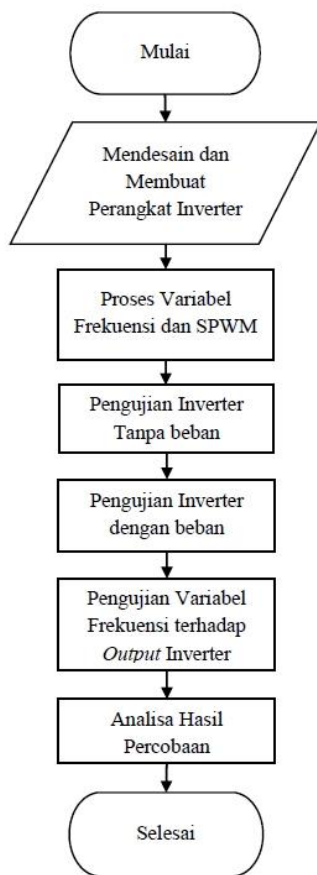 Mulai
Mendesain dan
Membuat
Perangkat Inverter
Proses Variabel
Frekuensi dan SPWM
Pengujian Inverter
Tanpa beban
Pengujian Inverter
dengan beban
Pengujian Variabel
Frekuensi terhadap
Output Inverter
Analisa Hasil
Percobaan
Selesai